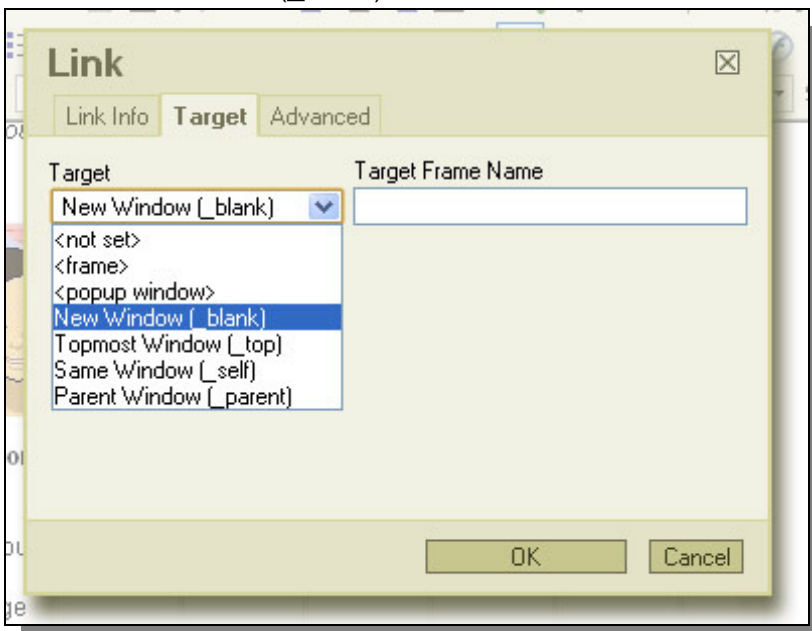 Link
Link Info Target Advanced
Target Target Frame Name
New Window (_blank)
<not set>
<frame>
<popup window>
New Window (_blank)
Topmost Window (_top)
Same Window (_self)
Parent Window (_parent)
OK Cancel